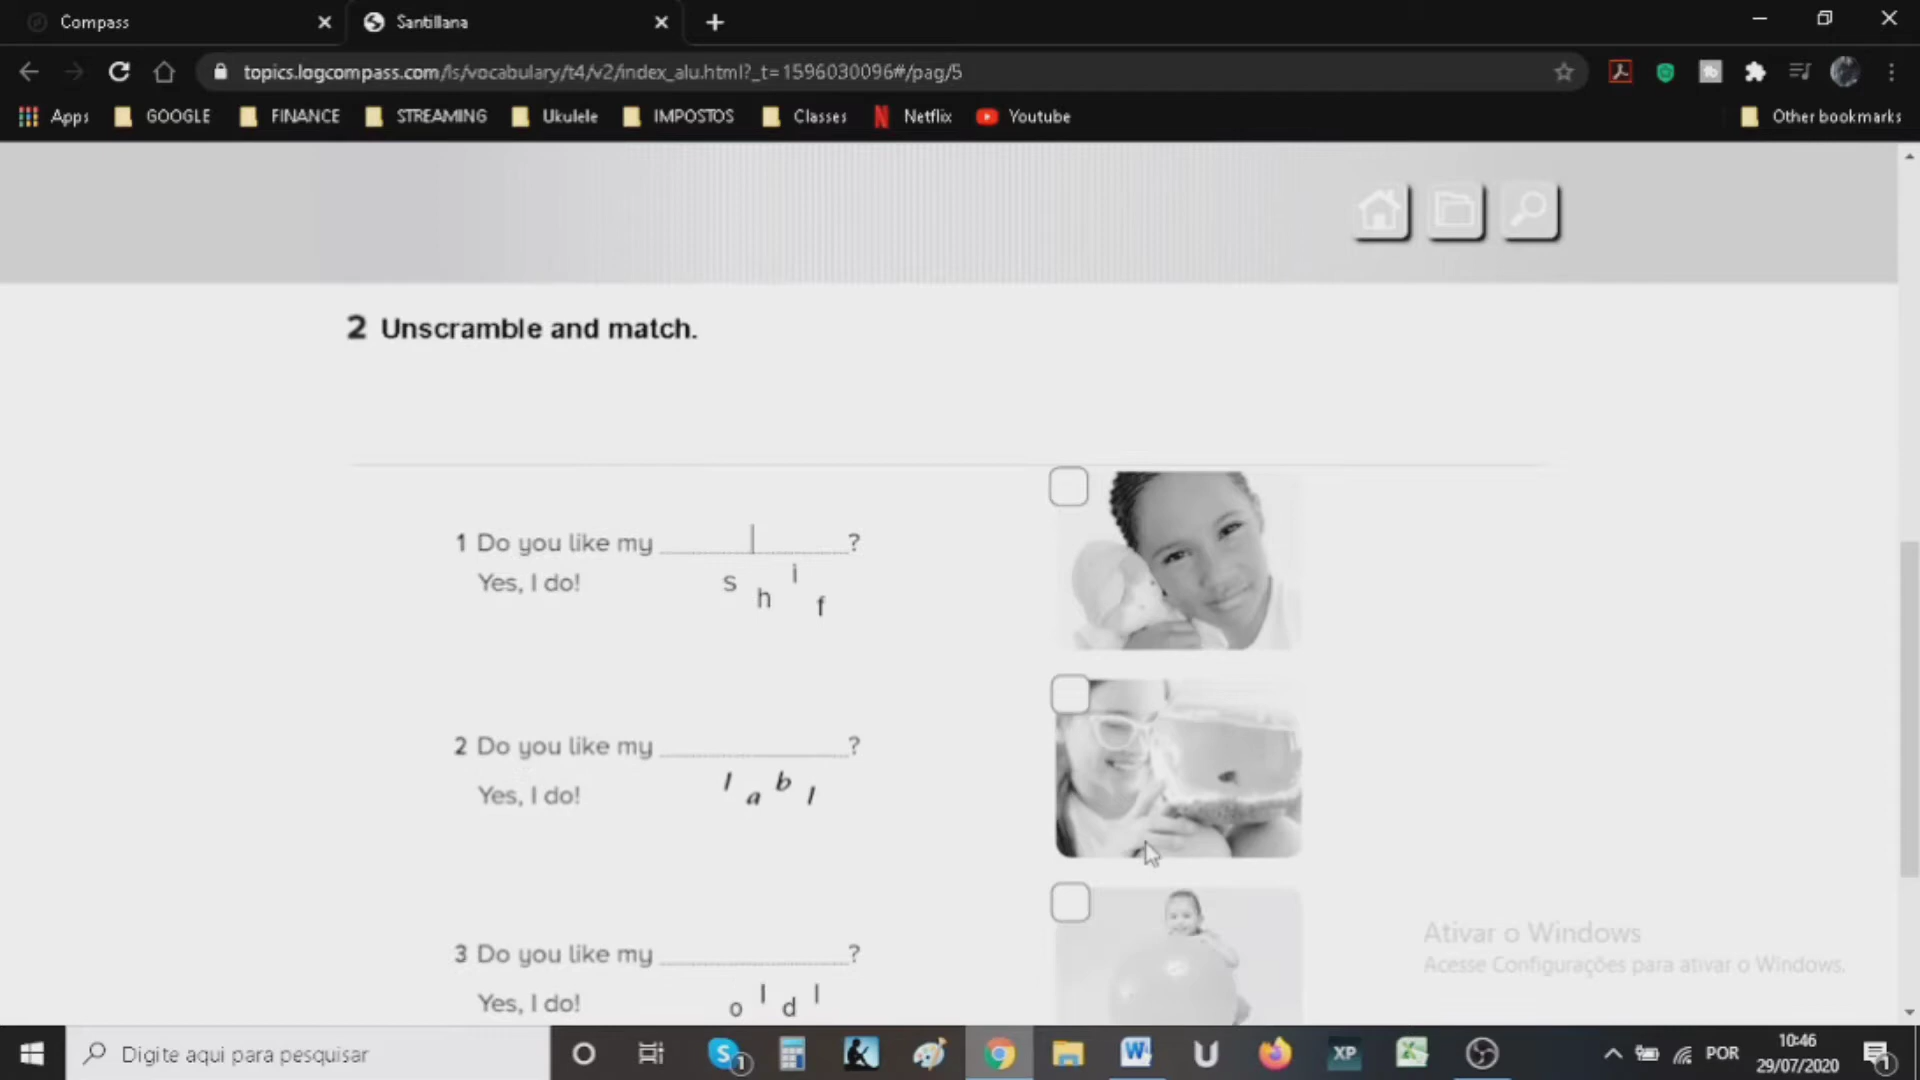 Compass
Santillana
topics.logcompass.com/ls/vocabulary/t4/v2/index_alu.html?_t=1596030096#/pag/5
Apps GOOGLE FINANCE STREAMING Ukulele IMPOSTOS Classes Netflix Youtube Other bookmarks
2 Unscramble and match.
1 Do you like my ?
Yes, I do!
s h i f
2 Do you like my ?
Yes, I do!
l a b l
3 Do you like my ?
Yes, I do!
o l d l
Ativar o Windows
Acesse Configurações para ativar o Windows.
Digite aqui para pesquisar
S 1
W
U
XP
X
POR
10:46
29/07/2020
1